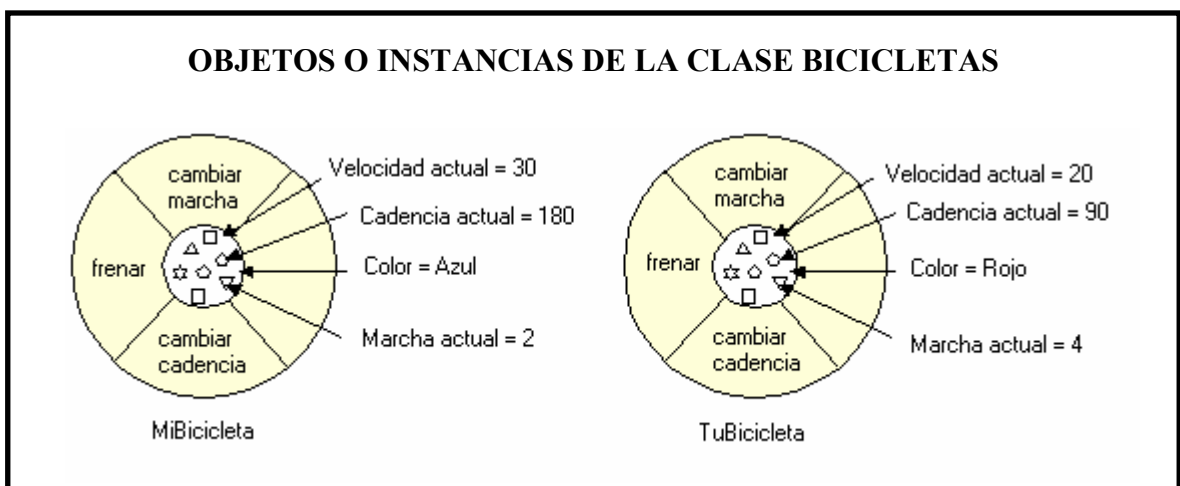 OBJETOS O INSTANCIAS DE LA CLASE BICICLETAS
cambiar
marcha
frenar
cambiar
cadencia
Velocidad actual = 30
Cadencia actual = 180
Color = Azul
Marcha actual = 2
MiBicicleta
cambiar
marcha
frenar
cambiar
cadencia
Velocidad actual = 20
Cadencia actual = 90
Color = Rojo
Marcha actual = 4
TuBicicleta